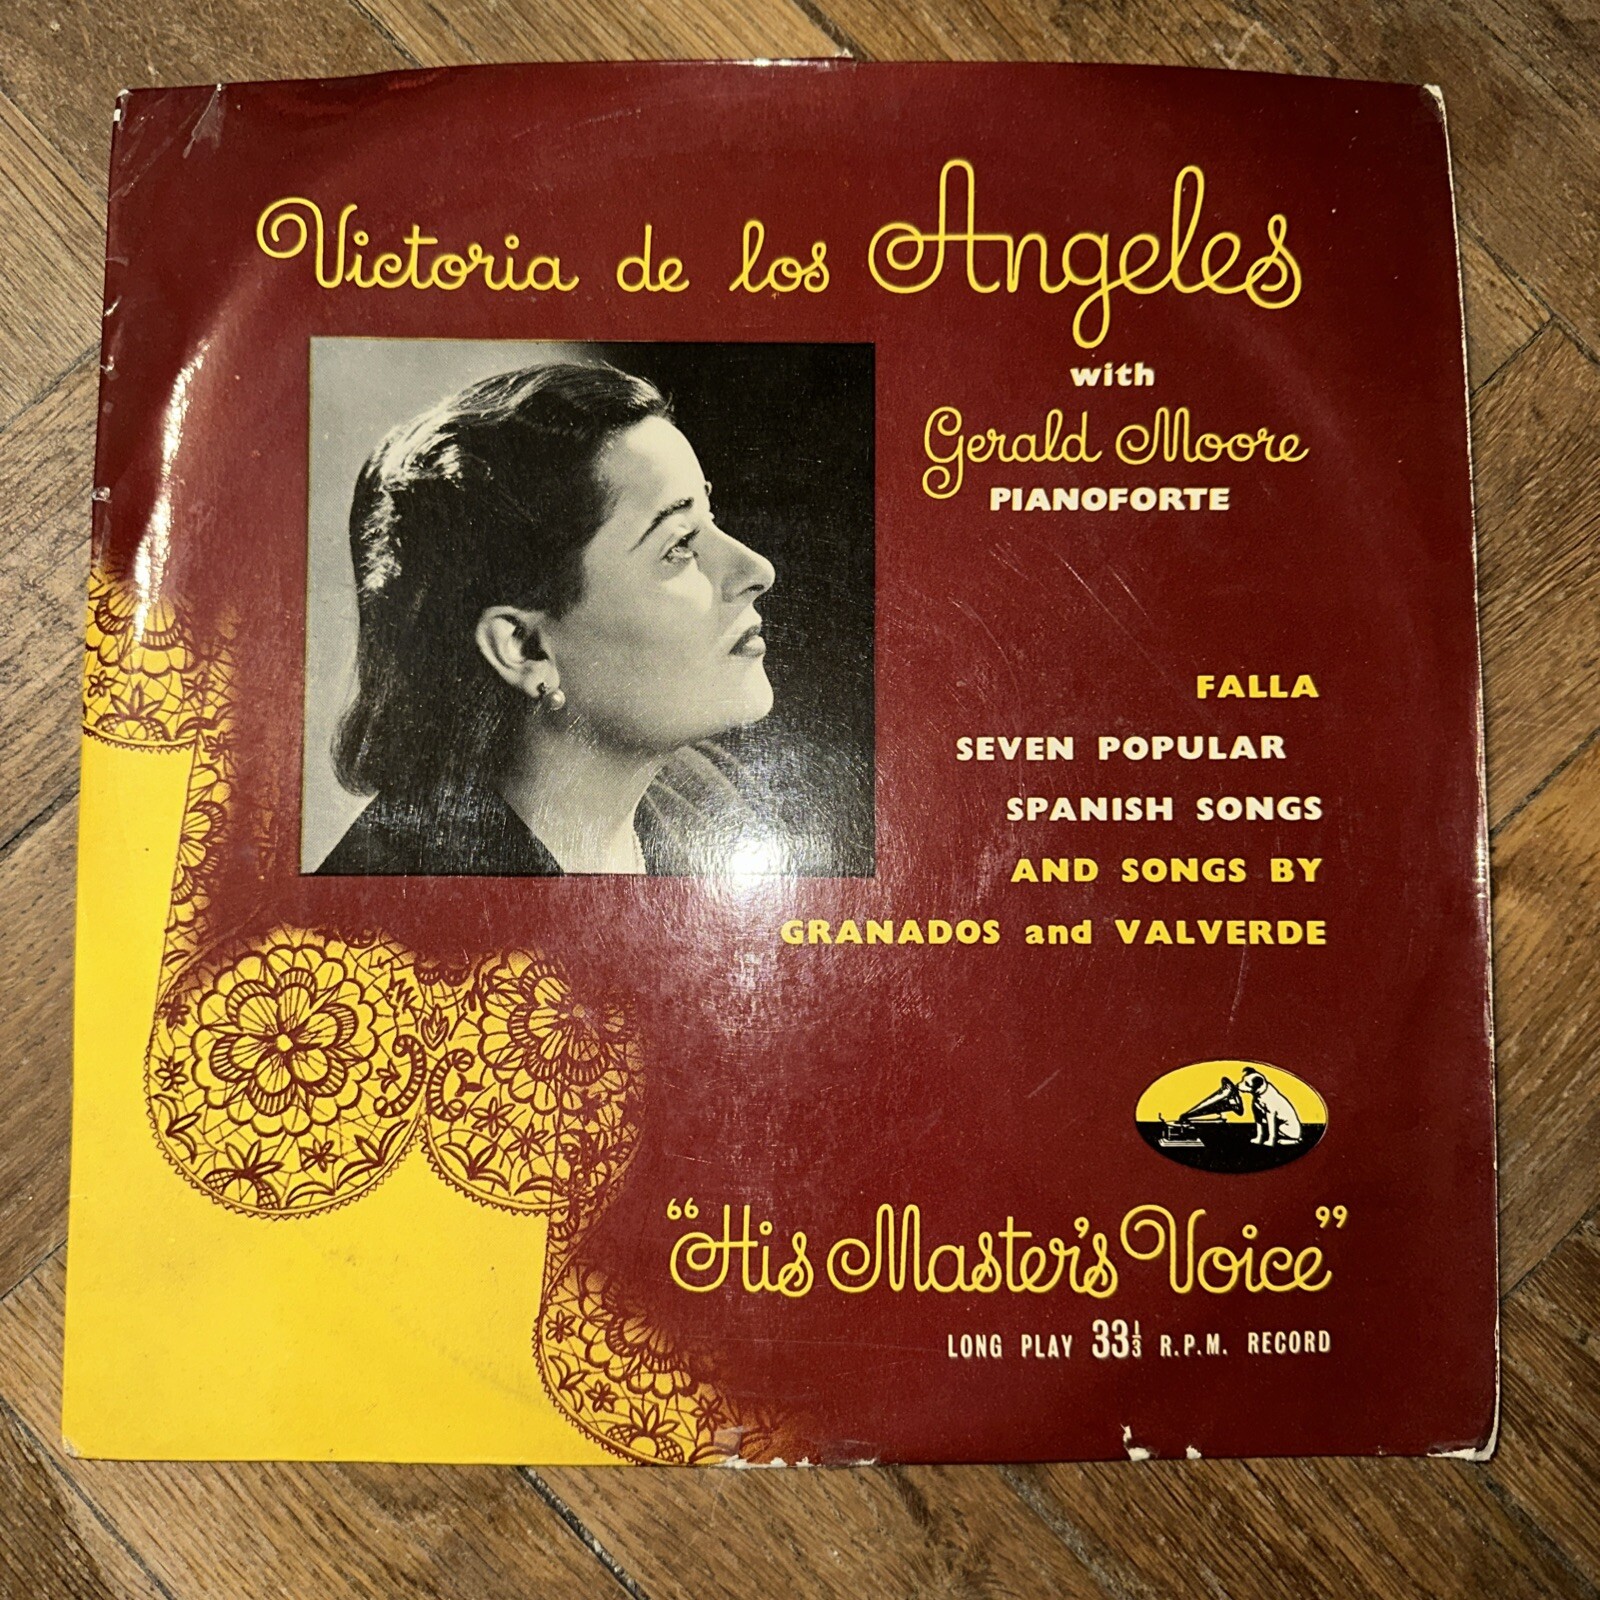 Victoria de los Angeles
with
Gerald Moore
PIANOFORTE
FALLA
SEVEN POPULAR
SPANISH SONGS
AND SONGS BY
GRANADOS and VALVERDE
“His Master's Voice”
LONG PLAY 33⅓ R.P.M. RECORD